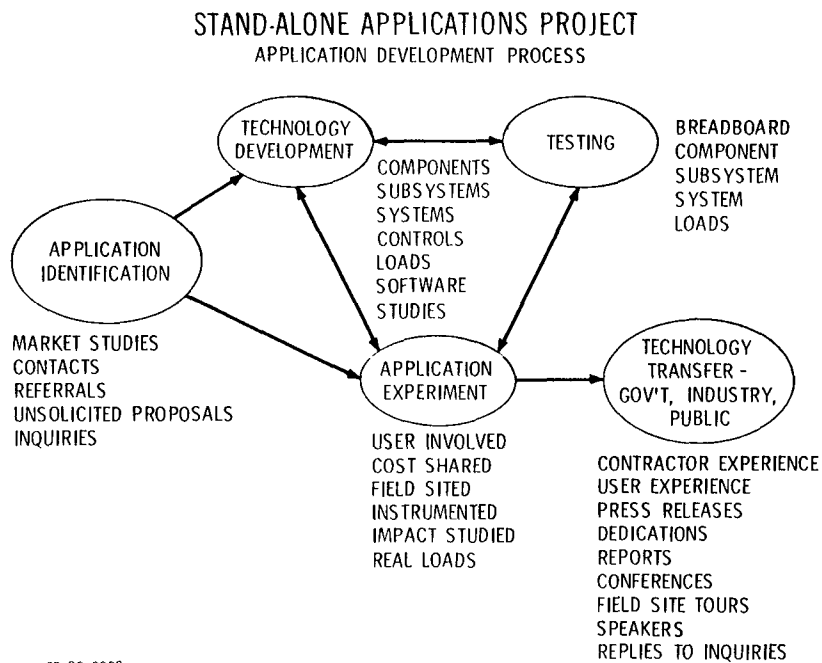 STAND-ALONE APPLICATIONS PROJECT
APPLICATION DEVELOPMENT PROCESS
TECHNOLOGY
DEVELOPMENT
TESTING
BREADBOARD
COMPONENT
SUBSYSTEM
SYSTEM
LOADS
COMPONENTS
SUBSYSTEMS
SYSTEMS
CONTROLS
LOADS
SOFTWARE
STUDIES
APPLICATION
IDENTIFICATION
MARKET STUDIES
CONTACTS
REFERRALS
UNSOLICITED PROPOSALS
INQUIRIES
APPLICATION
EXPERIMENT
USER INVOLVED
COST SHARED
FIELD SITED
INSTRUMENTED
IMPACT STUDIED
REAL LOADS
TECHNOLOGY
TRANSFER -
GOV'T, INDUSTRY,
PUBLIC
CONTRACTOR EXPERIENCE
USER EXPERIENCE
PRESS RELEASES
DEDICATIONS
REPORTS
CONFERENCES
FIELD SITE TOURS
SPEAKERS
REPLIES TO INQUIRIES